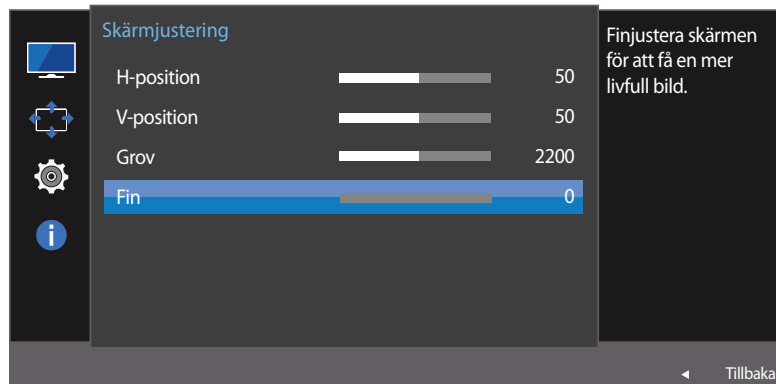 Skärmjustering
H-position 50
V-position 50
Grov 2200
Fin 0
Finjustera skärmen
för att få en mer
livfull bild.
Tillbaka